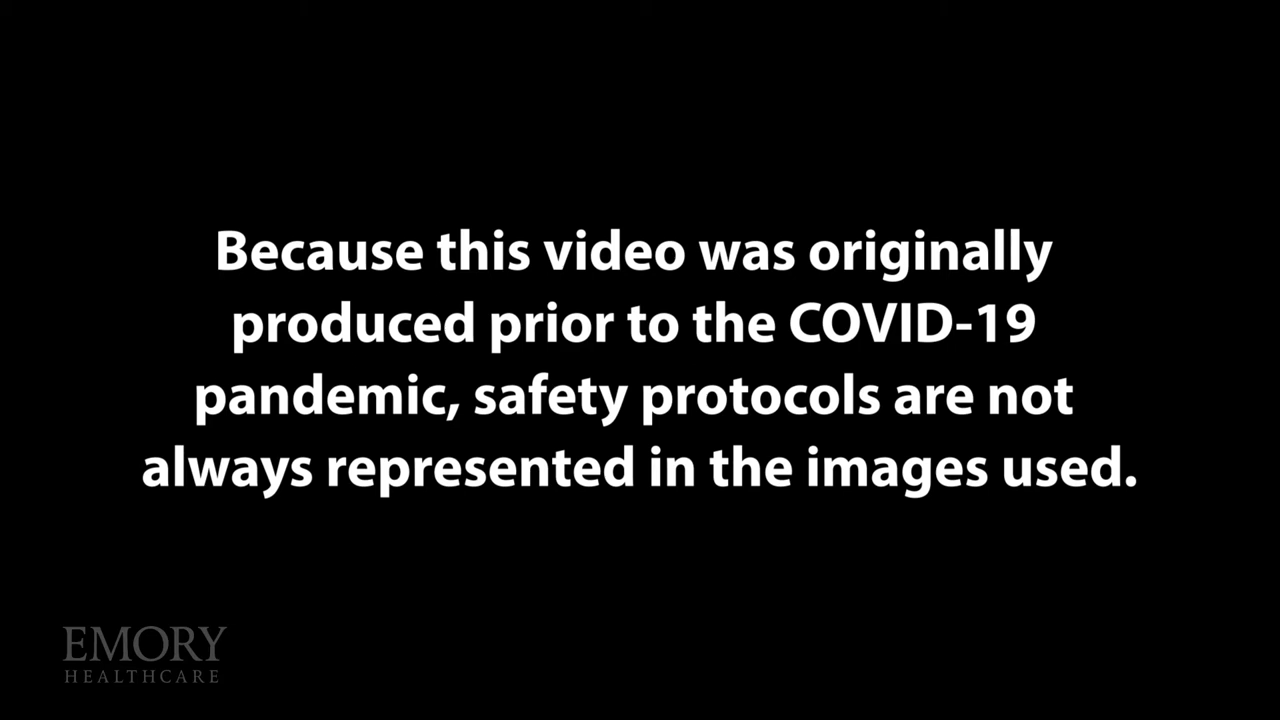 Because this video was originally
produced prior to the COVID-19
pandemic, safety protocols are not
always represented in the images used.
EMORY
HEALTHCARE